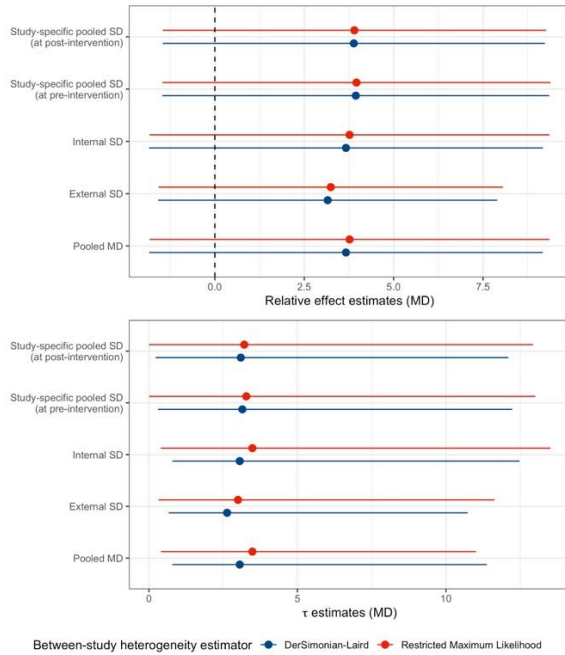 Study-specific pooled SD
(at post-intervention)
Study-specific pooled SD
(at pre-intervention)
Internal SD
External SD
Pooled MD
0.0 2.5 5.0 7.5
Relative effect estimates (MD)
Study-specific pooled SD
(at post-intervention)
Study-specific pooled SD
(at pre-intervention)
Internal SD
External SD
Pooled MD
0 5 10
τ estimates (MD)
Between-study heterogeneity estimator DerSimonian-Laird Restricted Maximum Likelihood